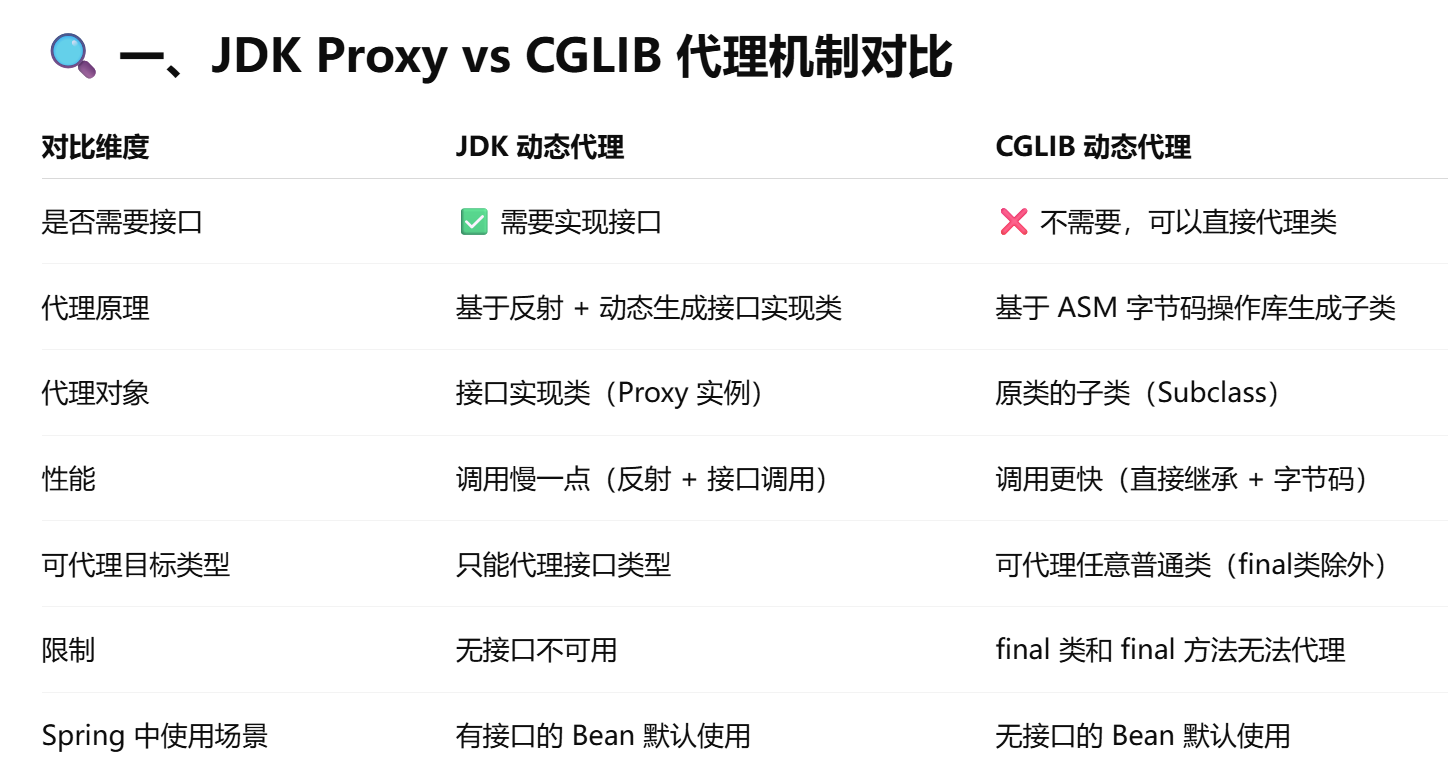 🔍 一、JDK Proxy vs CGLIB 代理机制对比
对比维度 JDK 动态代理 CGLIB 动态代理
是否需要接口 ✅ 需要实现接口 ❌ 不需要，可以直接代理类
代理原理 基于反射 + 动态生成接口实现类 基于 ASM 字节码操作库生成子类
代理对象 接口实现类（Proxy 实例） 原类的子类（Subclass）
性能 调用慢一点（反射 + 接口调用） 调用更快（直接继承 + 字节码）
可代理目标类型 只能代理接口类型 可代理任意普通类（final类除外）
限制 无接口不可用 final 类和 final 方法无法代理
Spring 中使用场景 有接口的 Bean 默认使用 无接口的 Bean 默认使用